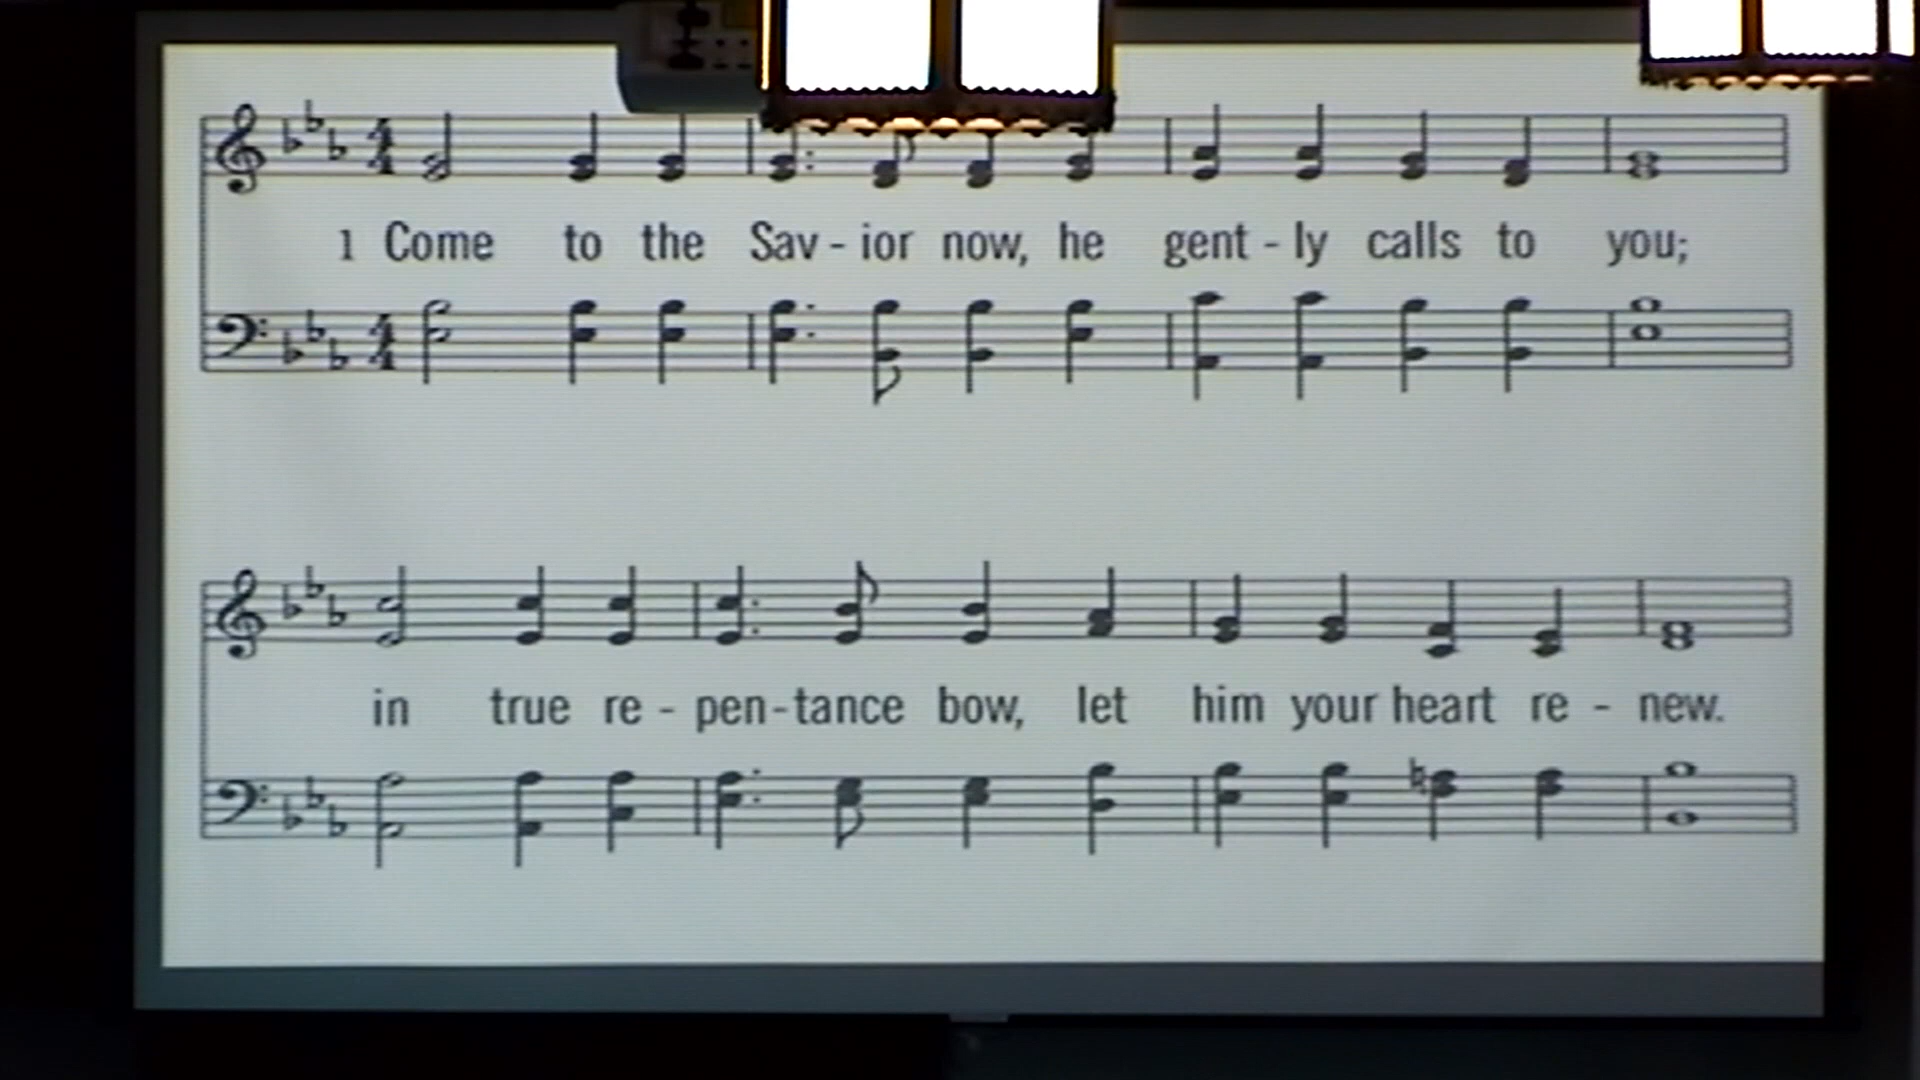 1 Come to the Sav - ior now, he gent - ly calls to you;
in true re - pen - tance bow, let him your heart re - new.